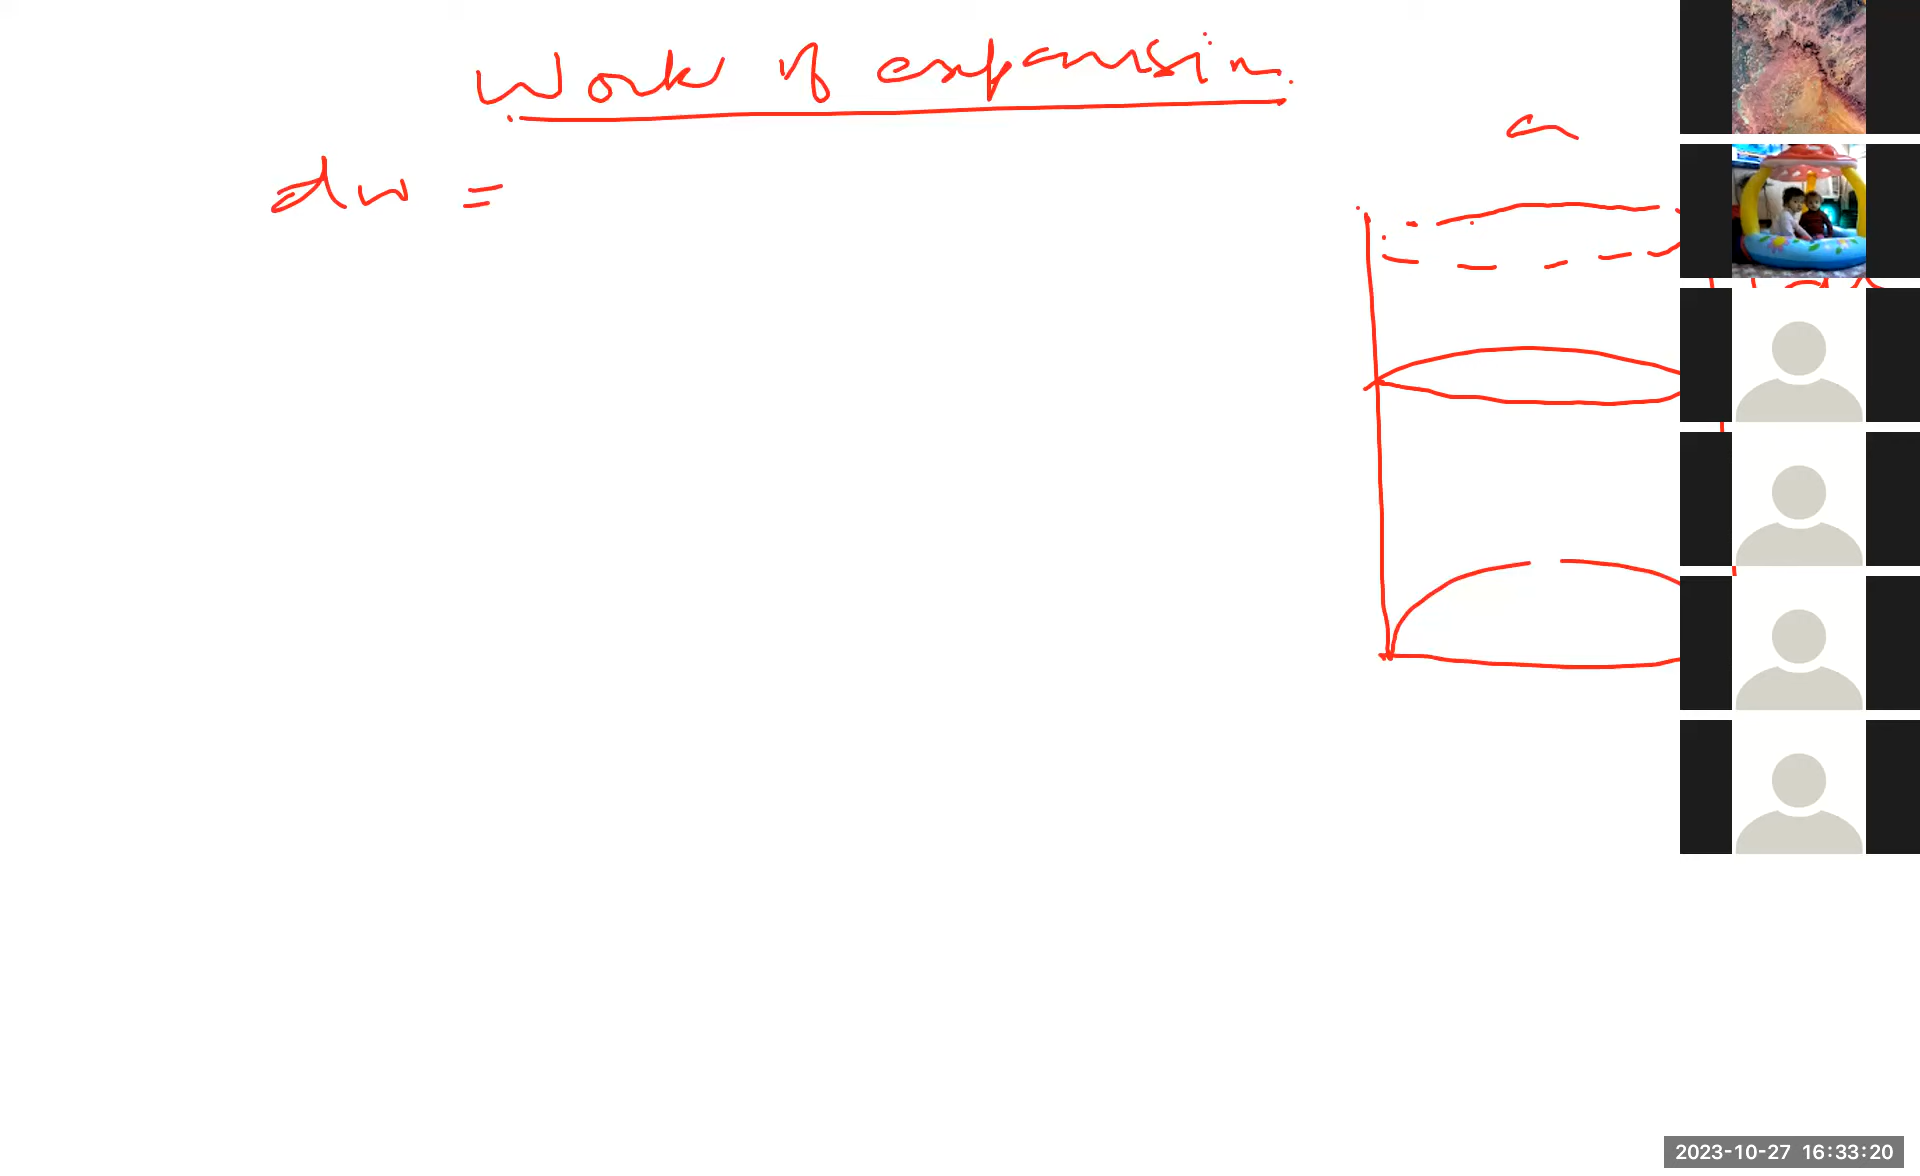 Work of expansion.
dw =
a
2023-10-27 16:33:20